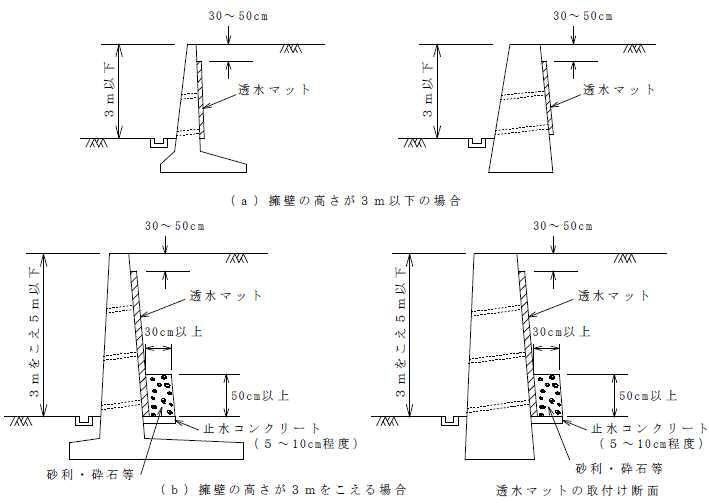 30～50cm
30～50cm
3m以下
透水マット
3m以下
透水マット
(a)擁壁の高さが3m以下の場合
30～50cm
30～50cm
3mをこえ5m以下
透水マット
30cm以上
50cm以上
止水コンクリート
(5～10cm程度)
砂利・砕石等
3mをこえ5m以下
透水マット
30cm以上
50cm以上
止水コンクリート
(5～10cm程度)
砂利・砕石等
(b)擁壁の高さが3mをこえる場合
透水マットの取付け断面